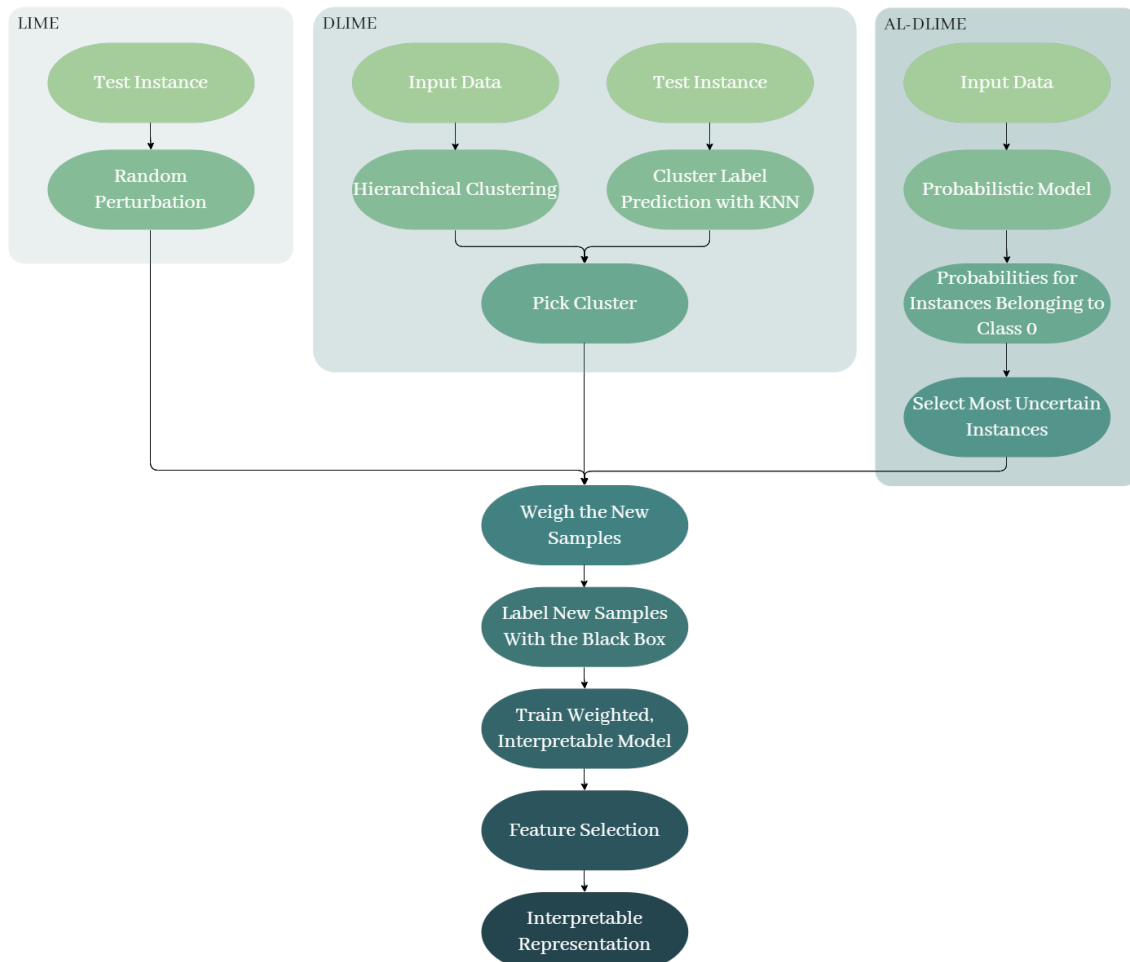 LIME
Test Instance
Random
Perturbation
DLIME
Input Data
Test Instance
Hierarchical Clustering
Cluster Label
Prediction with KNN
Pick Cluster
AL-DLIME
Input Data
Probabilistic Model
Probabilities for
Instances Belonging to
Class 0
Select Most Uncertain
Instances
Weigh the New
Samples
Label New Samples
With the Black Box
Train Weighted,
Interpretable Model
Feature Selection
Interpretable
Representation